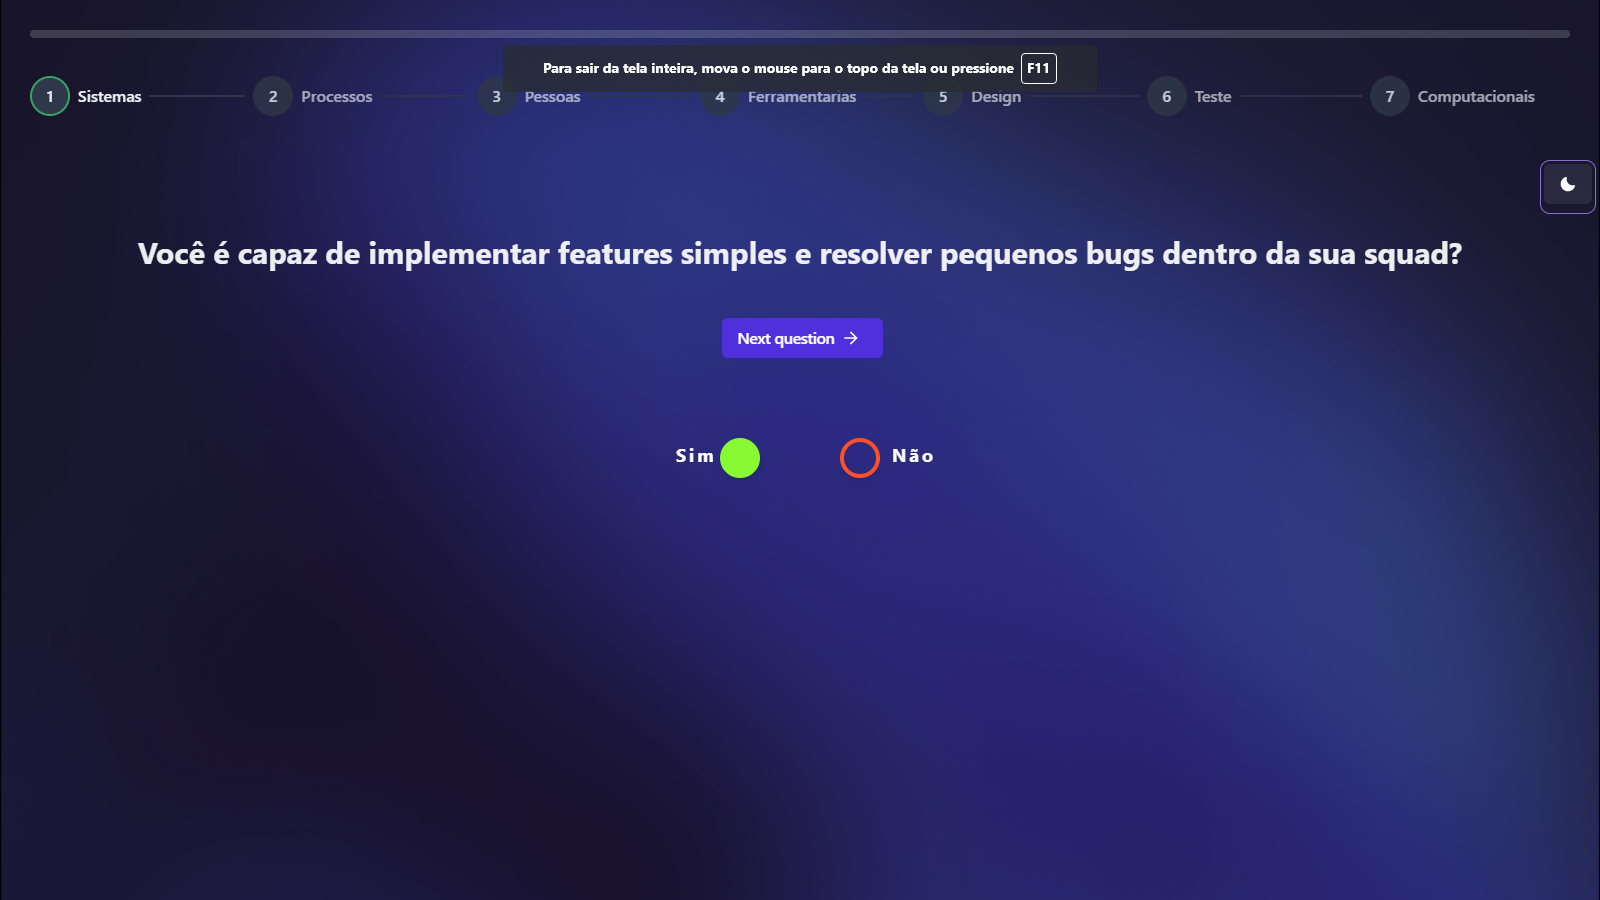 Para sair da tela inteira, mova o mouse para o topo da tela ou pressione F11
1 Sistemas 2 Processos 3 Pessoas 4 Ferramentarias 5 Design 6 Teste 7 Computacionais
Você é capaz de implementar features simples e resolver pequenos bugs dentro da sua squad?
Next question
Sim Não